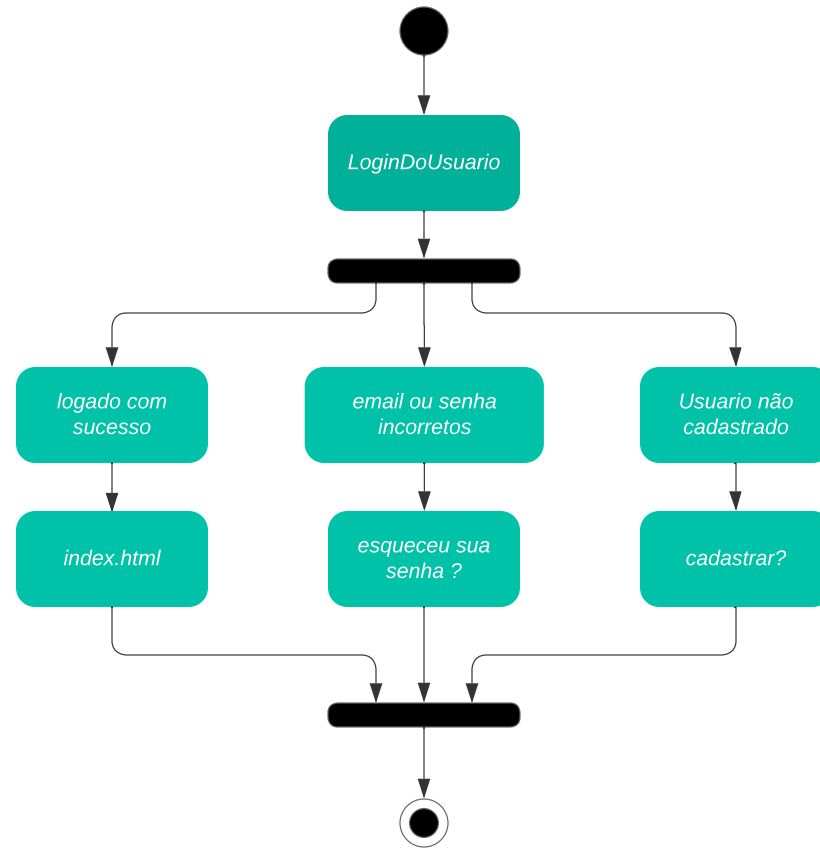 LoginDoUsuario
logado com
sucesso
email ou senha
incorretos
Usuario não
cadastrado
index.html
esqueceu sua
senha ?
cadastrar?